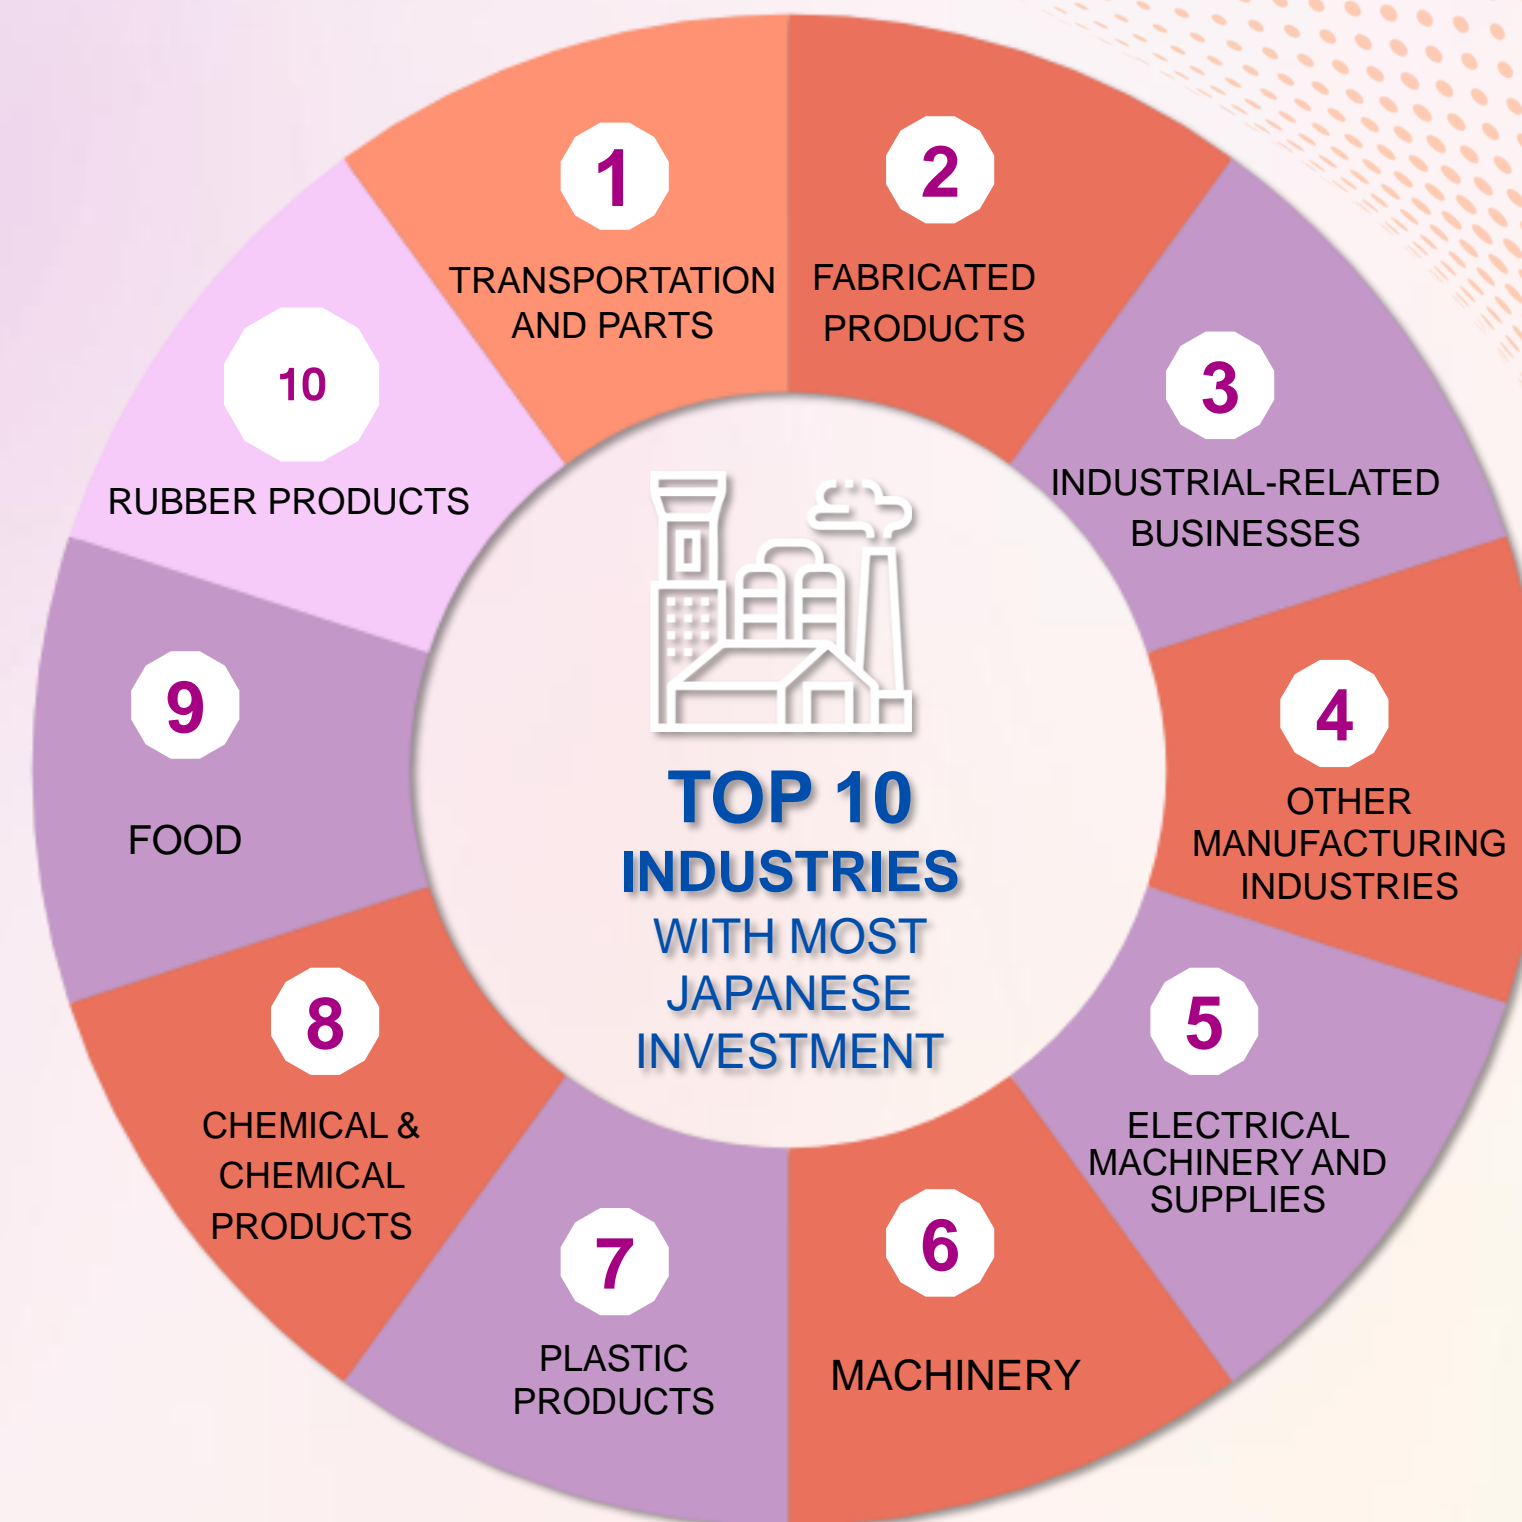 TOP 10
INDUSTRIES
WITH MOST
JAPANESE
INVESTMENT
1
TRANSPORTATION
AND PARTS
2
FABRICATED
PRODUCTS
3
INDUSTRIAL-RELATED
BUSINESSES
4
OTHER
MANUFACTURING
INDUSTRIES
5
ELECTRICAL
MACHINERY AND
SUPPLIES
6
MACHINERY
7
PLASTIC
PRODUCTS
8
CHEMICAL &
CHEMICAL
PRODUCTS
9
FOOD
10
RUBBER PRODUCTS